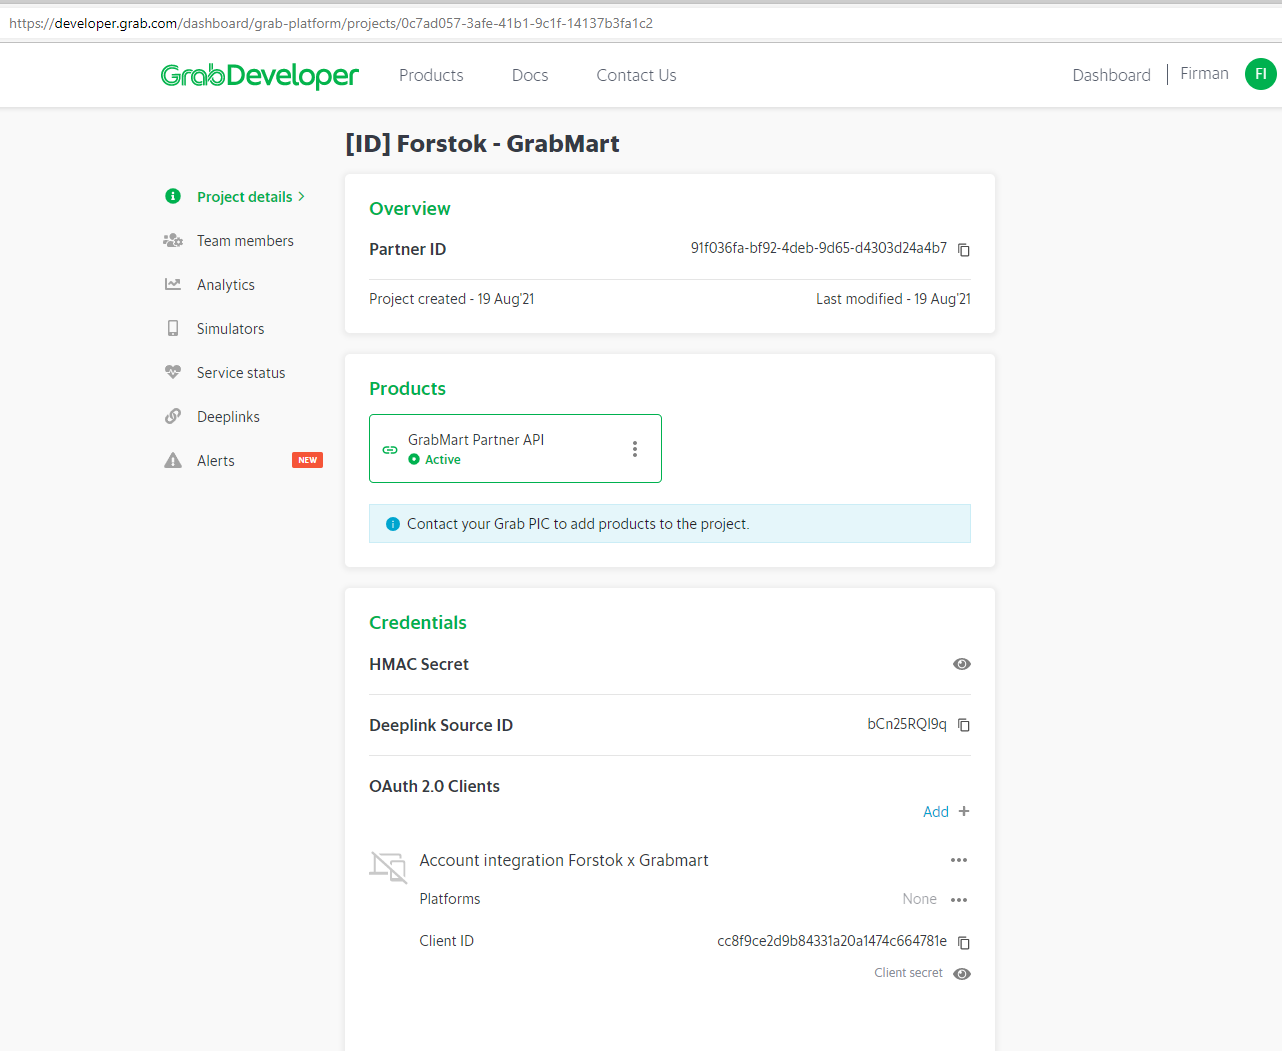 https://developer.grab.com/dashboard/grab-platform/projects/0c7ad057-3afe-41b1-9c1f-14137b3fa1c2
GrabDeveloper Products Docs Contact Us Dashboard Firman FI
[ID] Forstok - GrabMart
Project details
Team members
Analytics
Simulators
Service status
Deeplinks
Alerts NEW
Overview
Partner ID 91f036fa-bf92-4deb-9d65-d4303d24a4b7
Project created - 19 Aug'21 Last modified - 19 Aug'21
Products
GrabMart Partner API
Active
Contact your Grab PIC to add products to the project.
Credentials
HMAC Secret
Deeplink Source ID bCn25RQI9q
OAuth 2.0 Clients
Add +
Account integration Forstok x Grabmart
Platforms None
Client ID cc8f9ce2d9b84331a20a1474c664781e
Client secret